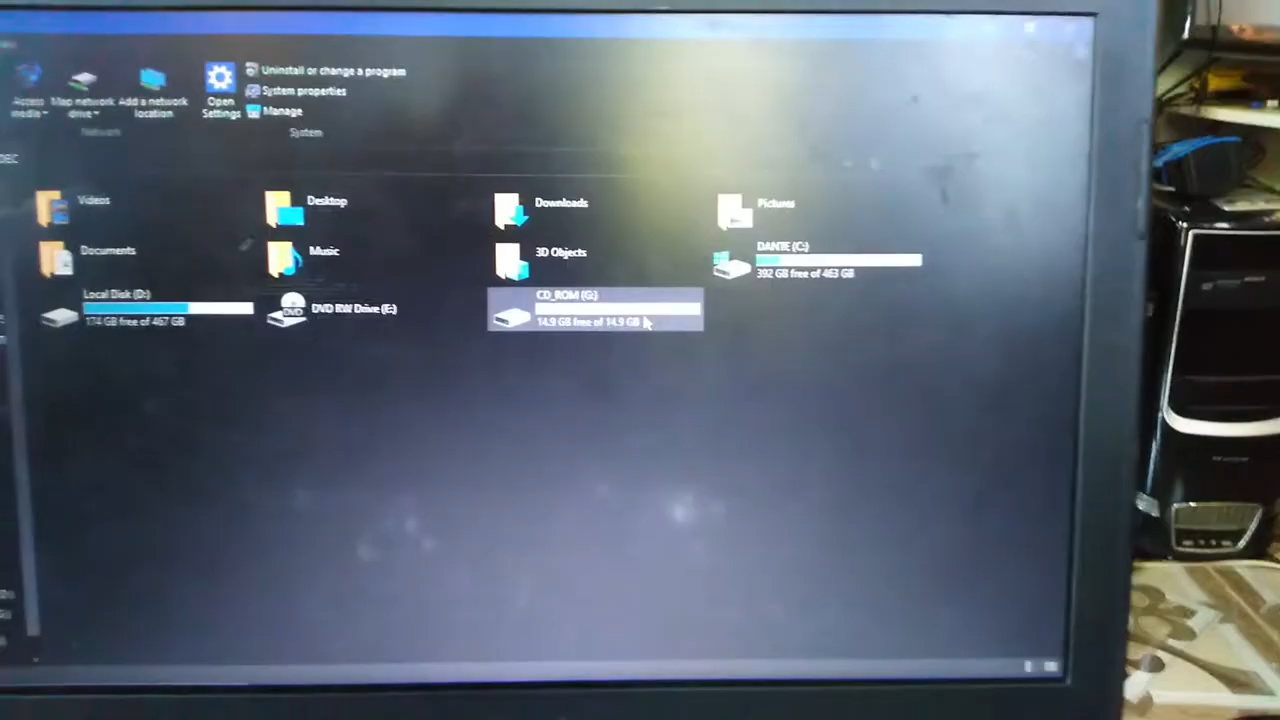 Uninstall or change a program
System properties
Manage
Access media
Map network drive
Add a network location
Open Settings
Network
System
Videos
Desktop
Downloads
Pictures
Documents
Music
3D Objects
DANTE (C:)
392 GB free of 463 GB
Local Disk (D:)
174 GB free of 467 GB
DVD
DVD RW Drive (E:)
CD_ROM (G:)
14.9 GB free of 14.9 GB